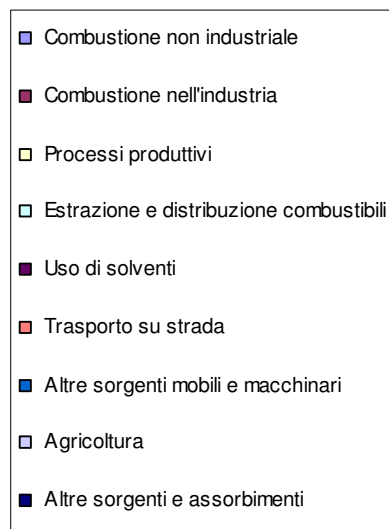 Combustione non industriale
Combustione nell'industria
Processi produttivi
Estrazione e distribuzione combustibili
Uso di solventi
Trasporto su strada
Altre sorgenti mobili e macchinari
Agricoltura
Altre sorgenti e assorbimenti